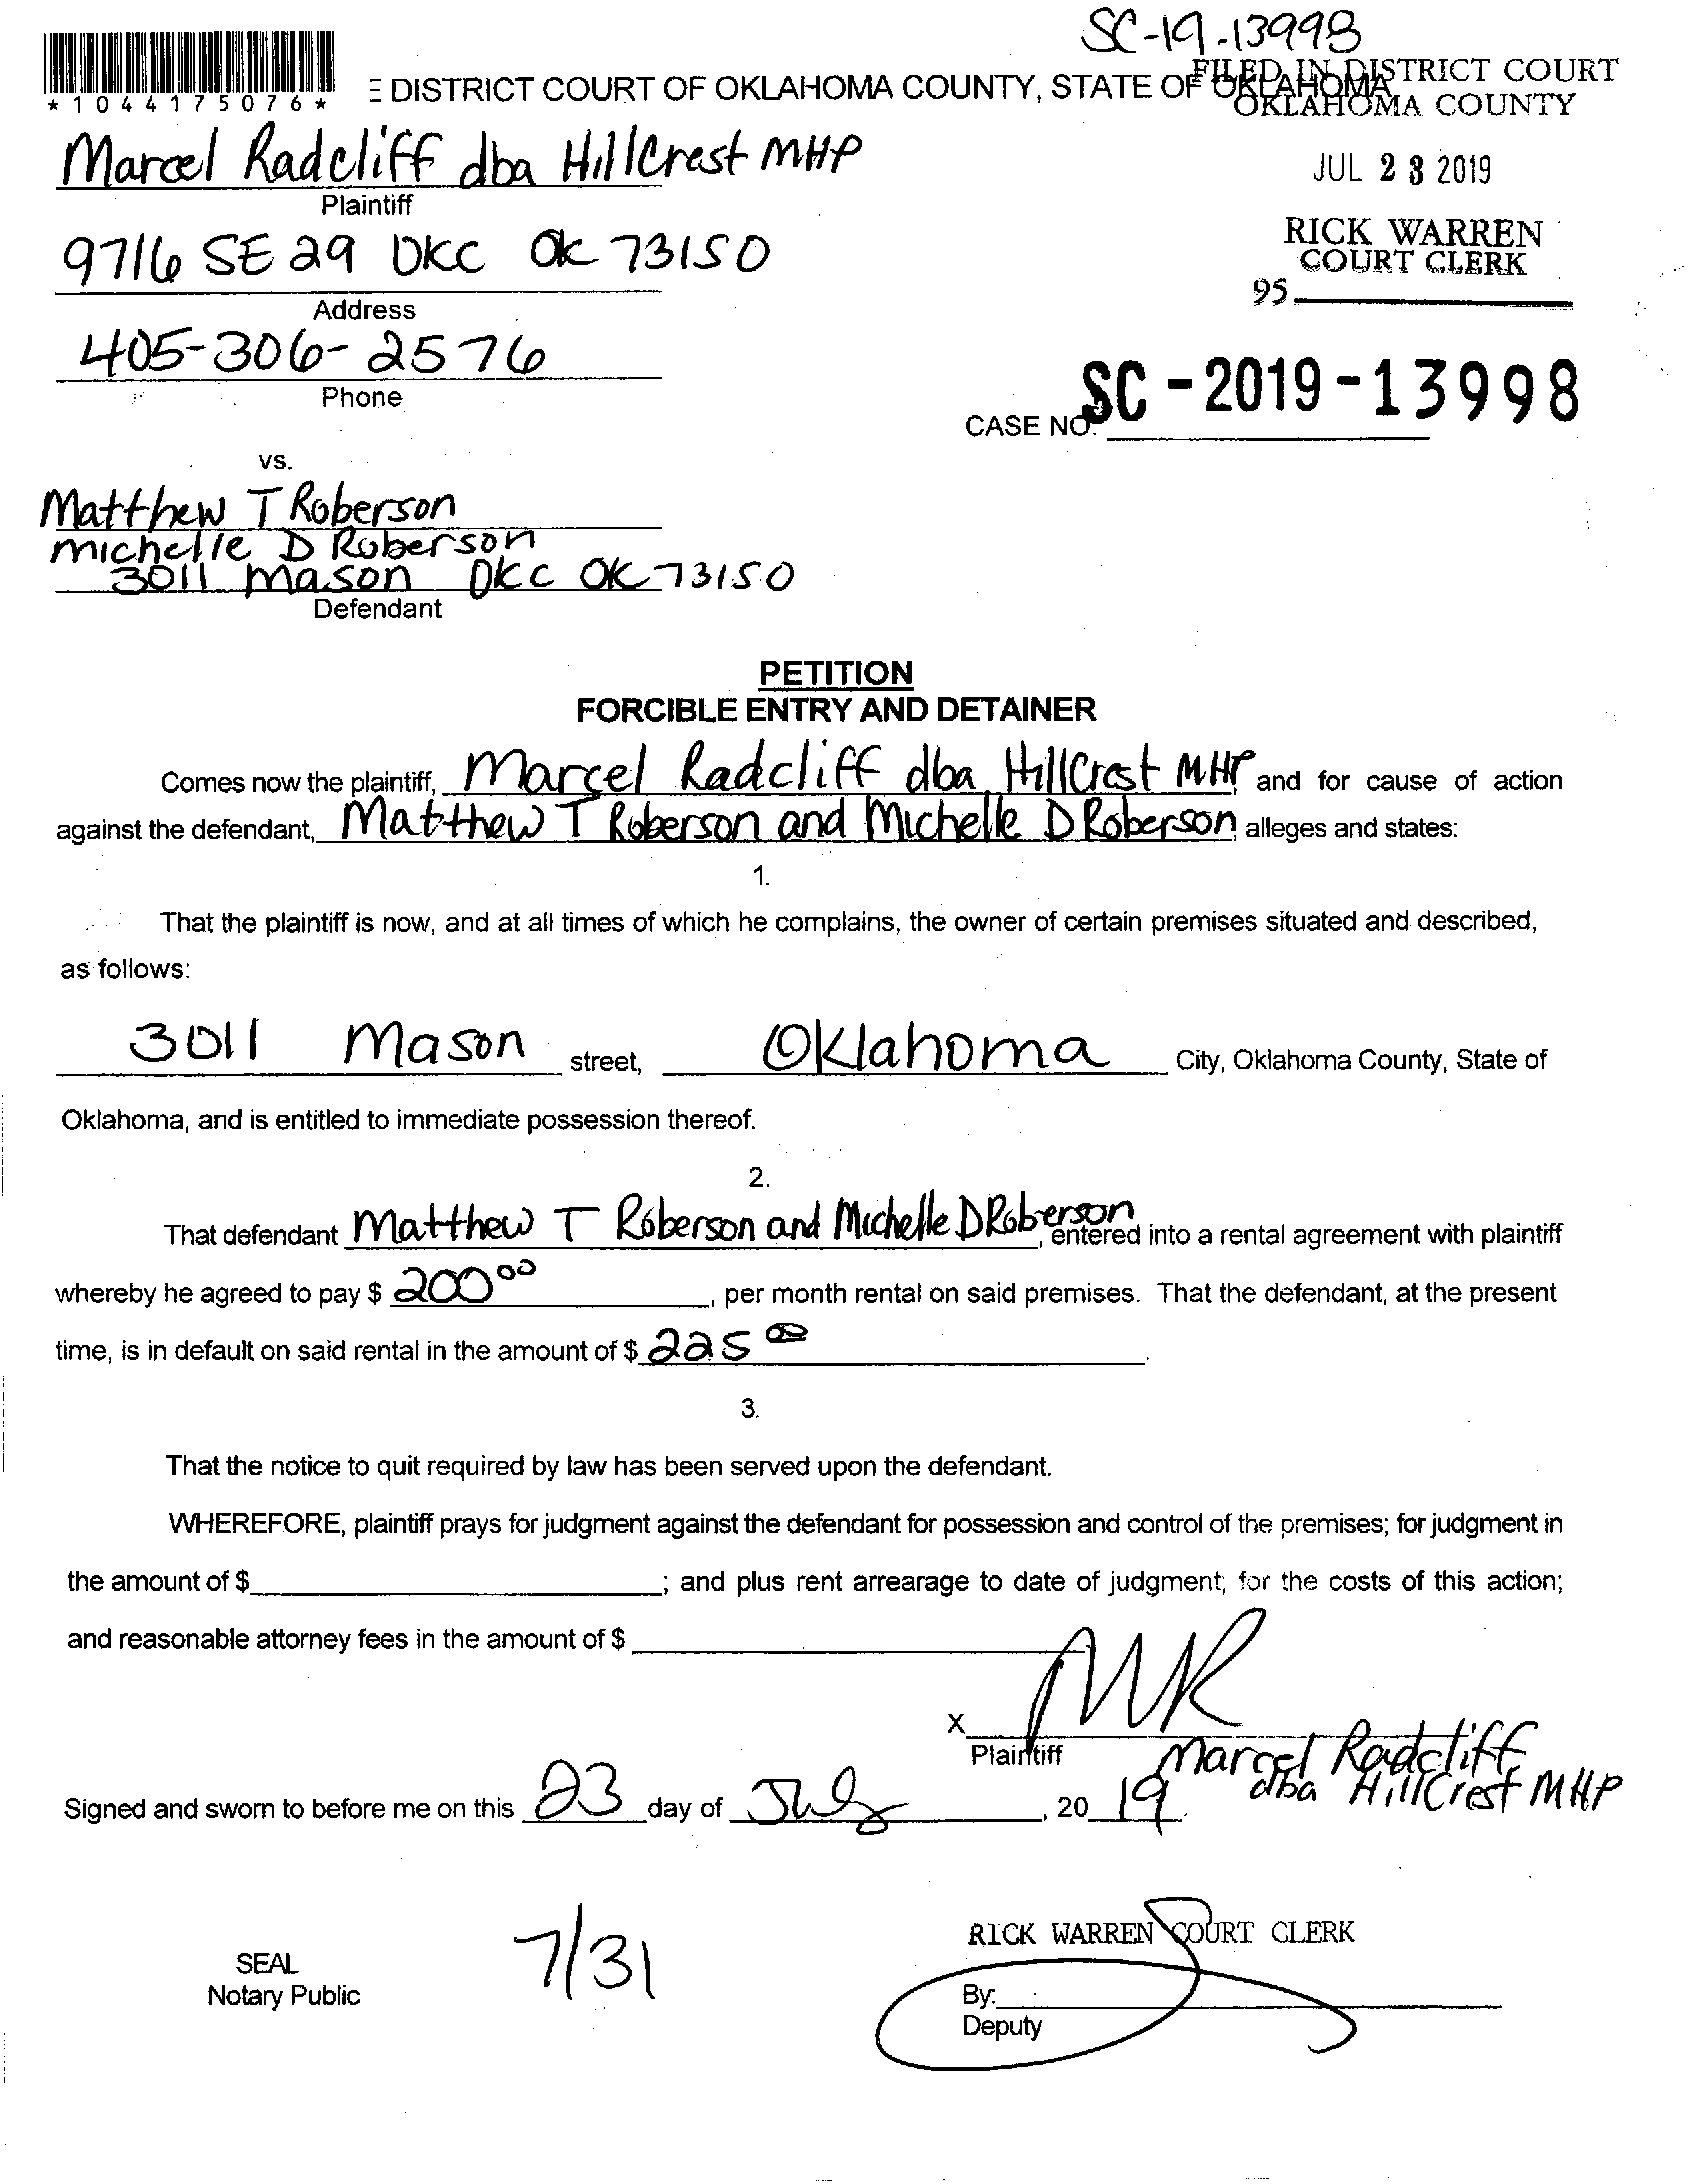 SC-19-13998
*1044175076*
E DISTRICT COURT OF OKLAHOMA COUNTY, STATE OF OKLAHOMA
FILED IN DISTRICT COURT
OKLAHOMA COUNTY
Marcel Radcliff dba HillCrest MHP
Plaintiff
JUL 23 2019
9716 SE 29 OKC OK 73150
Address
RICK WARREN
COURT CLERK
95
405-306-2576
Phone
CASE NO. SC-2019-13998
vs.
Matthew T Roberson
Michelle D Roberson
3011 Mason OKC OK 73150
Defendant
PETITION
FORCIBLE ENTRY AND DETAINER
Comes now the plaintiff, Marcel Radcliff dba HillCrest MHP and for cause of action
against the defendant, Matthew T Roberson and Michelle D Roberson, alleges and states:
1.
That the plaintiff is now, and at all times of which he complains, the owner of certain premises situated and described,
as follows:
3011 Mason street, Oklahoma City, Oklahoma County, State of
Oklahoma, and is entitled to immediate possession thereof.
2.
That defendant Matthew T Roberson and Michelle D Roberson, entered into a rental agreement with plaintiff
whereby he agreed to pay $ 200 00, per month rental on said premises. That the defendant, at the present
time, is in default on said rental in the amount of $ 225 00.
3.
That the notice to quit required by law has been served upon the defendant.
WHEREFORE, plaintiff prays for judgment against the defendant for possession and control of the premises; for judgment in
the amount of $ ; and plus rent arrearage to date of judgment; for the costs of this action;
and reasonable attorney fees in the amount of $
X MR
Plaintiff Marcel Radcliff
dba HillCrest MHP
Signed and sworn to before me on this 23 day of July, 20 19.
SEAL
Notary Public
7/31
RICK WARREN COURT CLERK
By:
Deputy